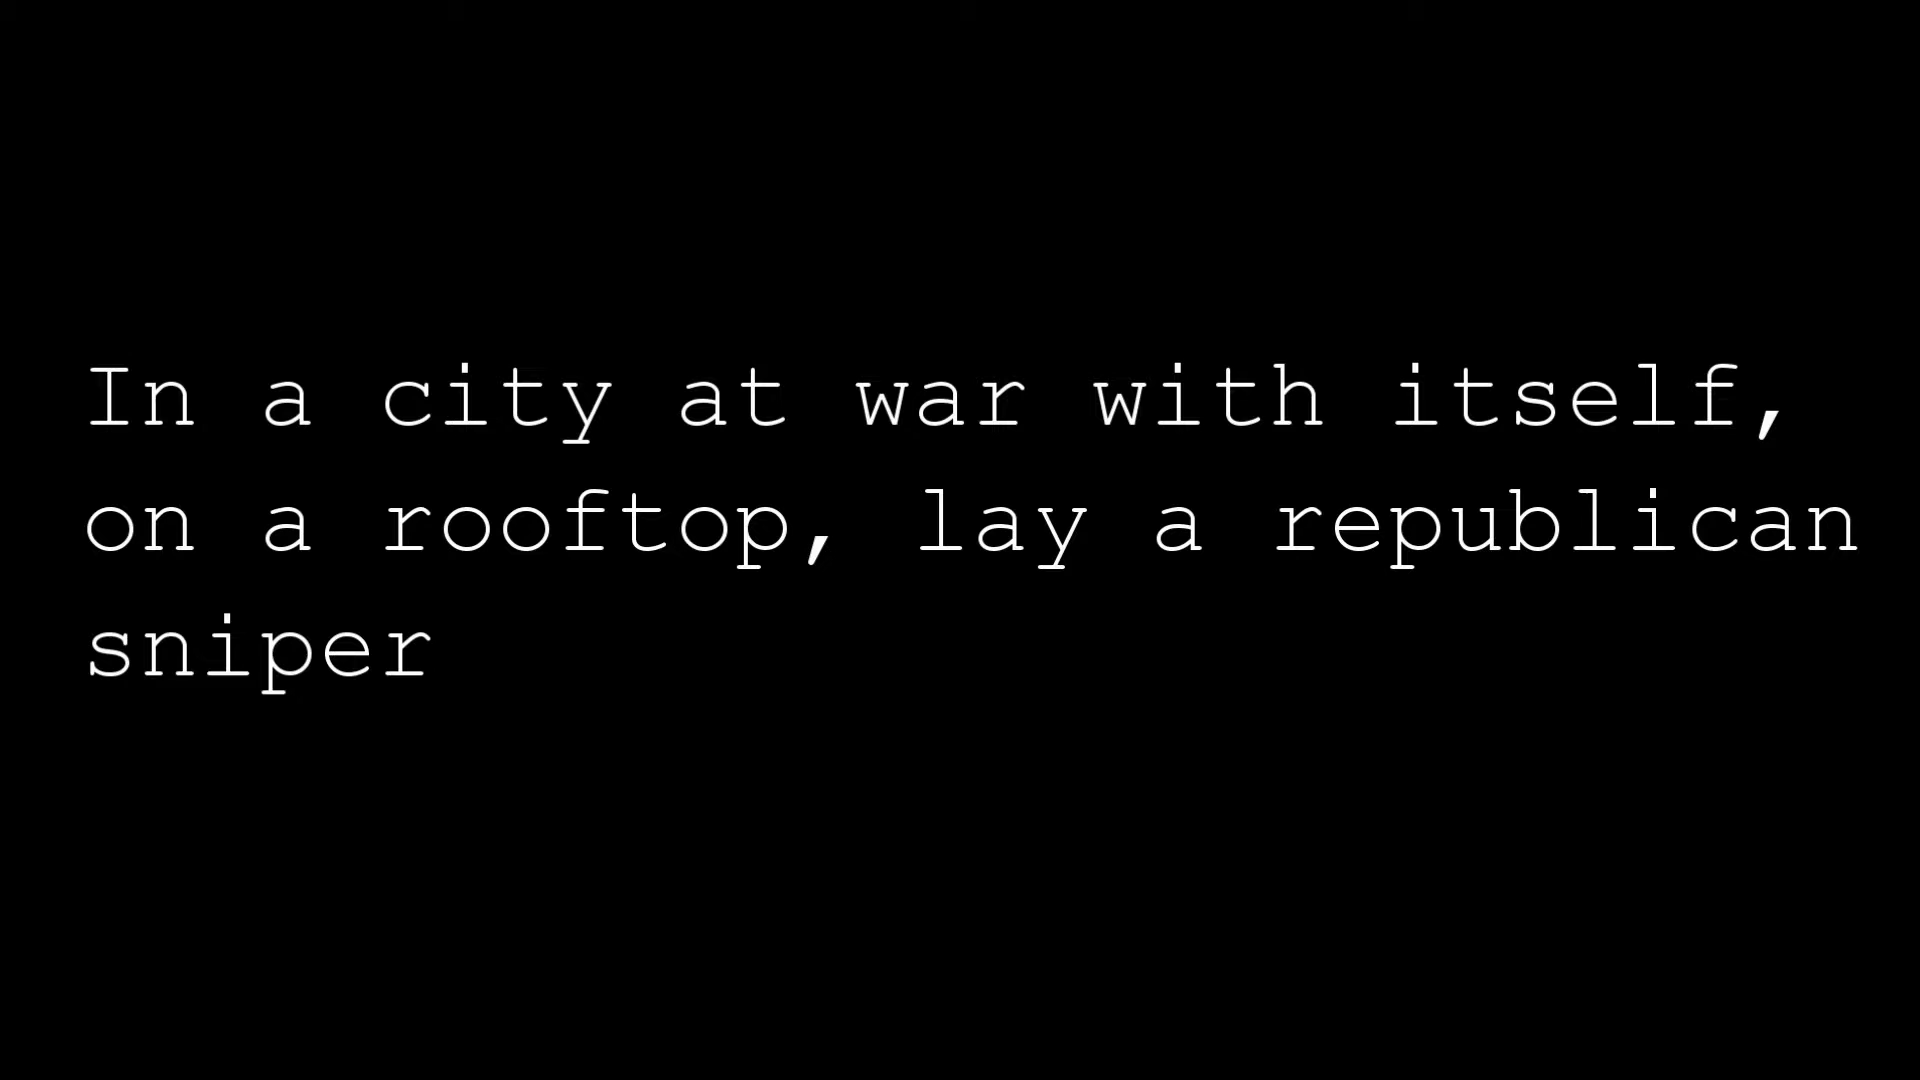 In a city at war with itself,
on a rooftop, lay a republican
sniper